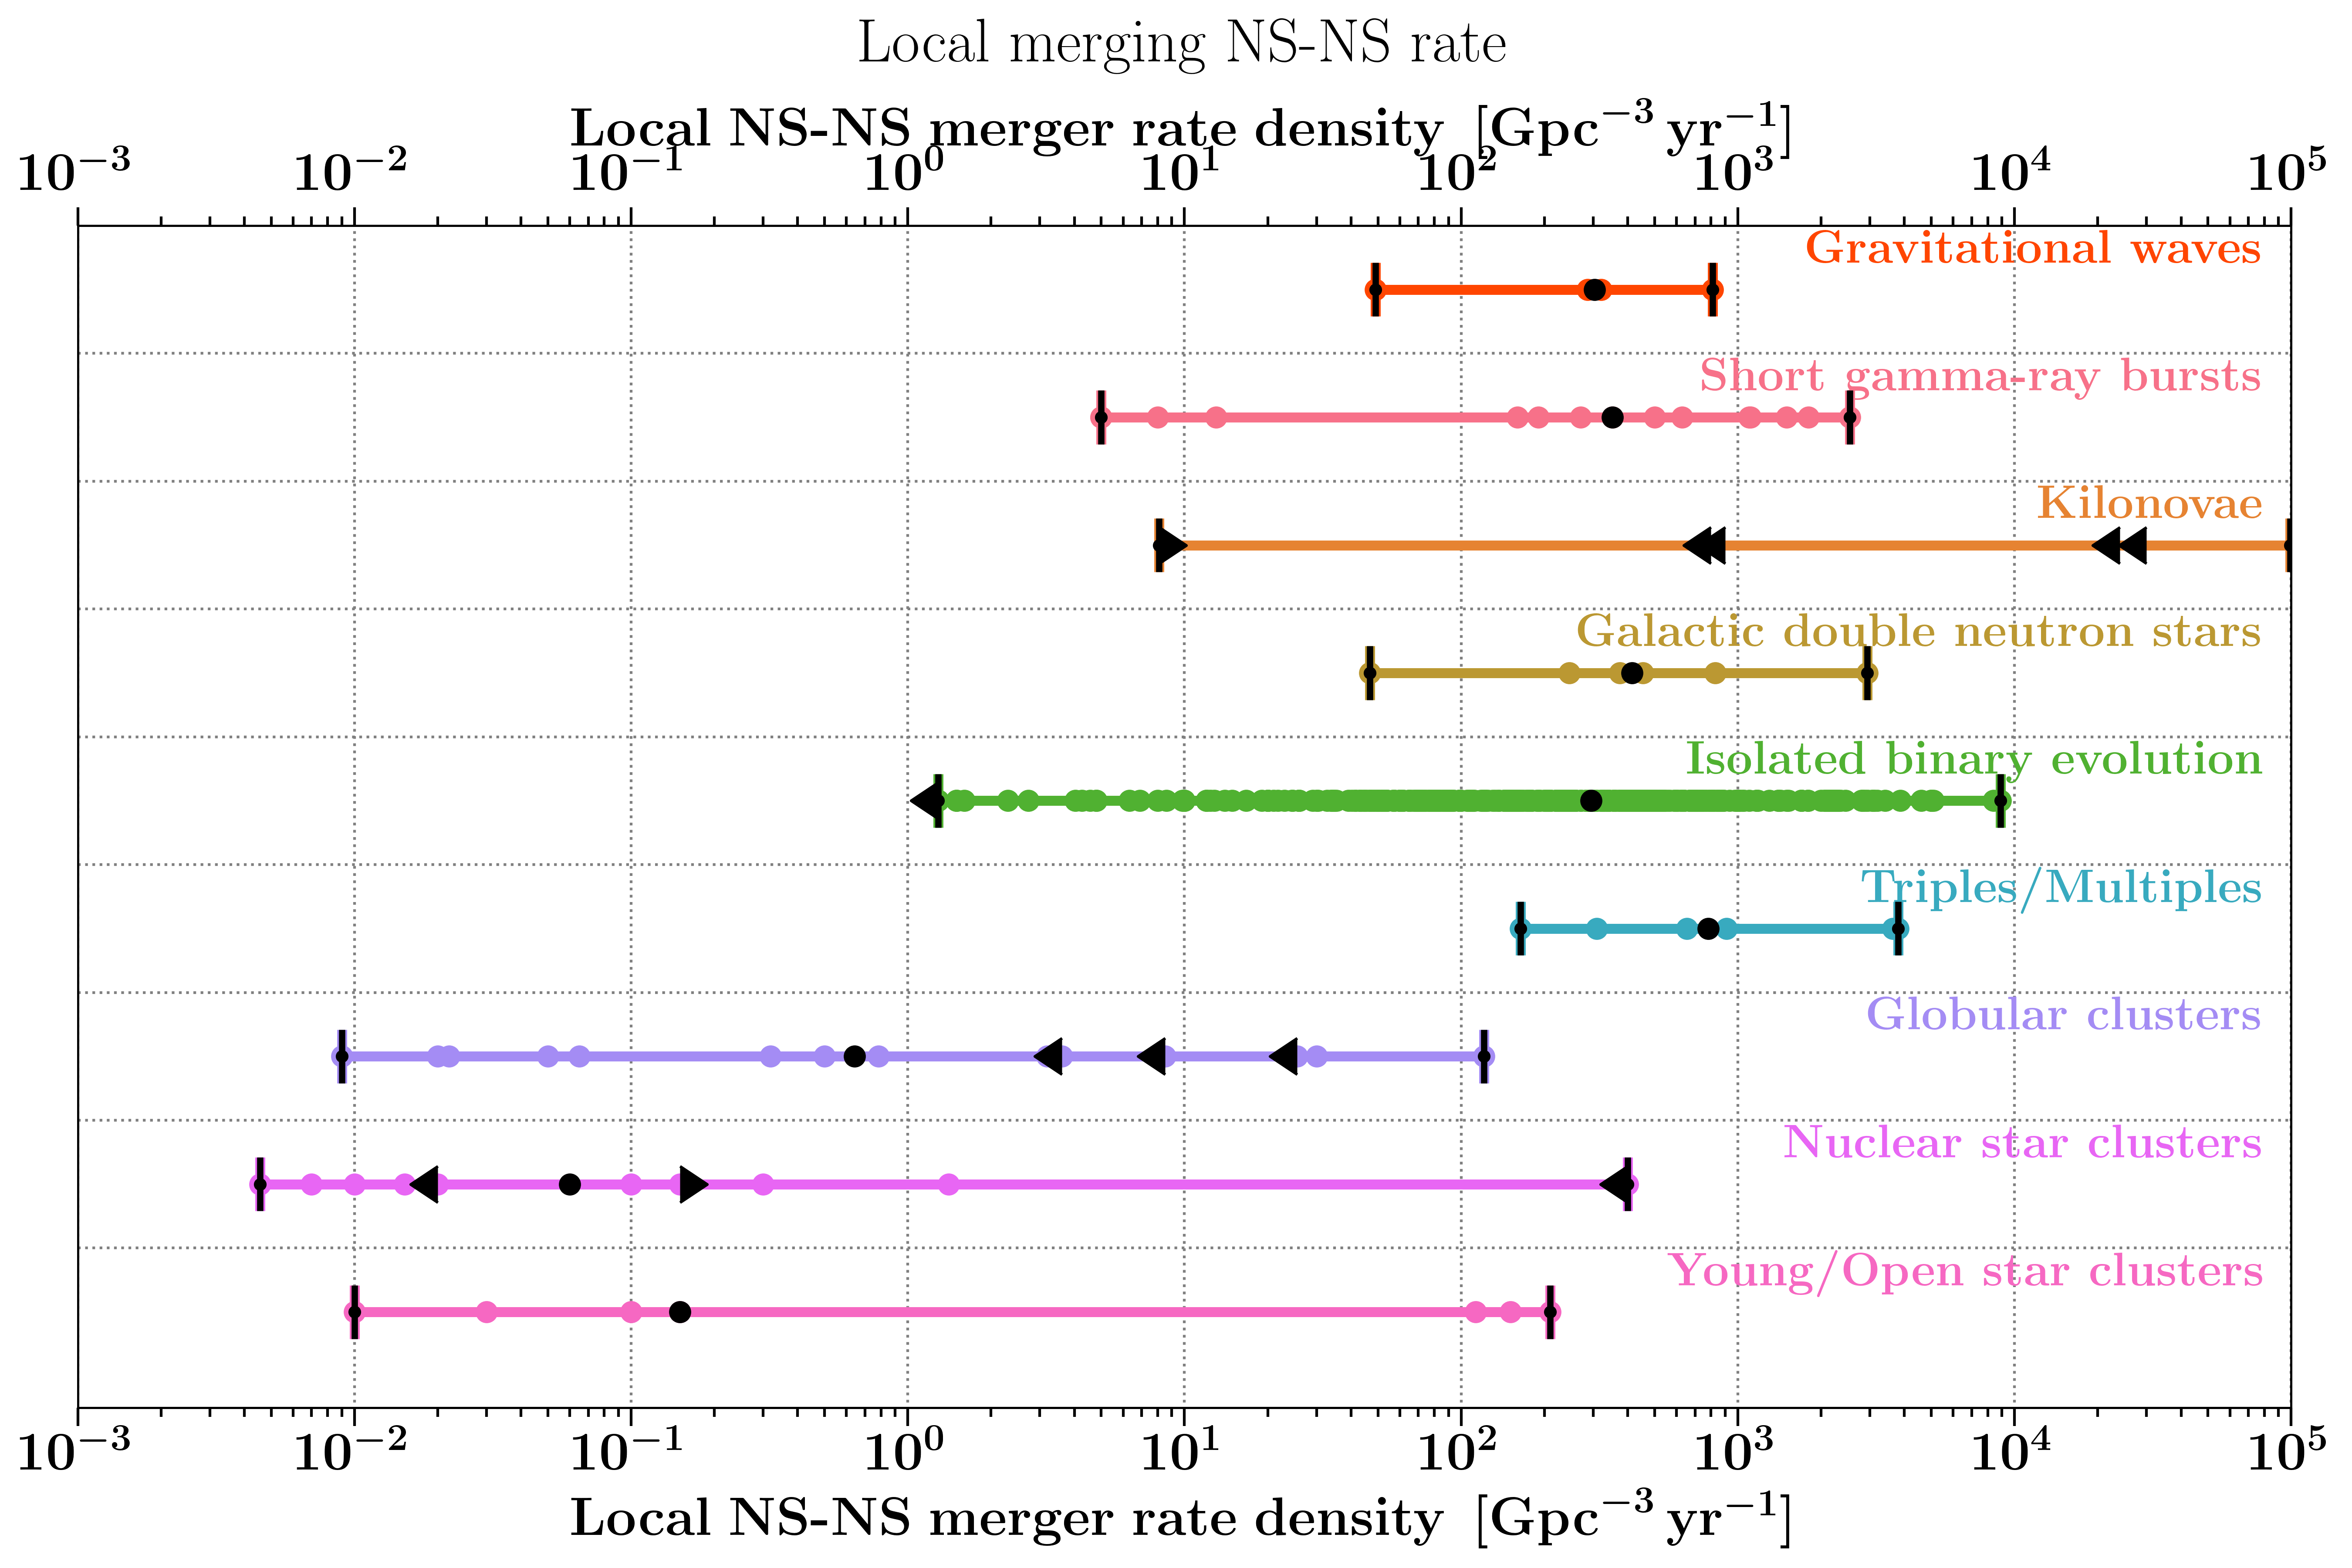 Local merging NS-NS rate
Local NS-NS merger rate density [Gpc⁻³ yr⁻¹]
10⁻³ 10⁻² 10⁻¹ 10⁰ 10¹ 10² 10³ 10⁴ 10⁵
Gravitational waves
Short gamma-ray bursts
Kilonovae
Galactic double neutron stars
Isolated binary evolution
Triples/Multiples
Globular clusters
Nuclear star clusters
Young/Open star clusters
10⁻³ 10⁻² 10⁻¹ 10⁰ 10¹ 10² 10³ 10⁴ 10⁵
Local NS-NS merger rate density [Gpc⁻³ yr⁻¹]